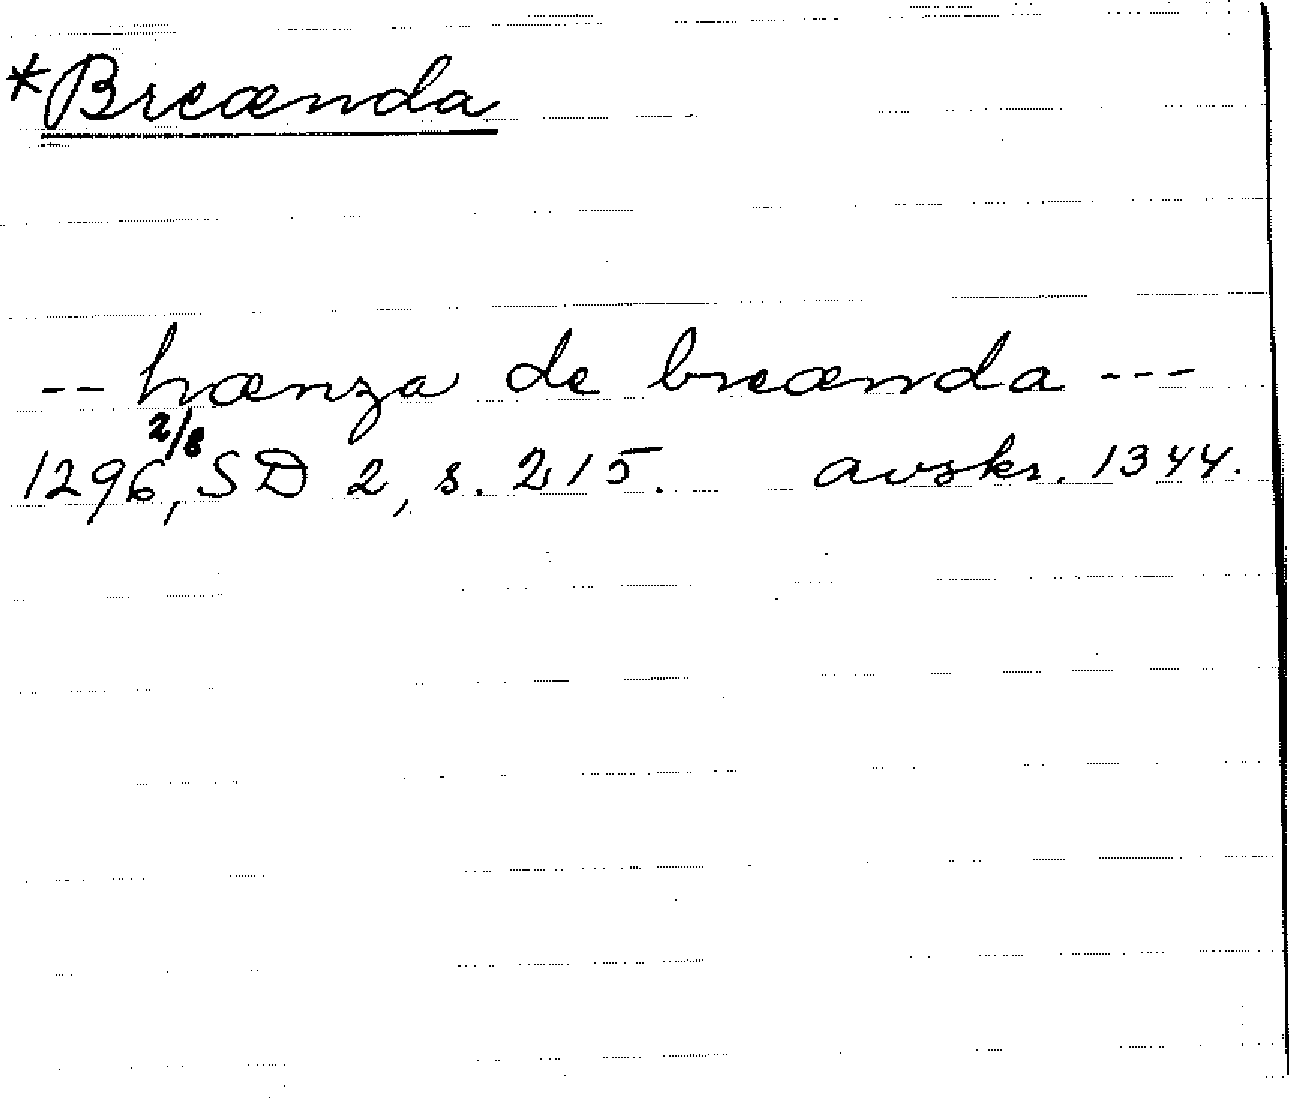 *Breænda
-- hænza de breænda ---
1296 2/8, SD 2, s. 215. avskr. 1344.